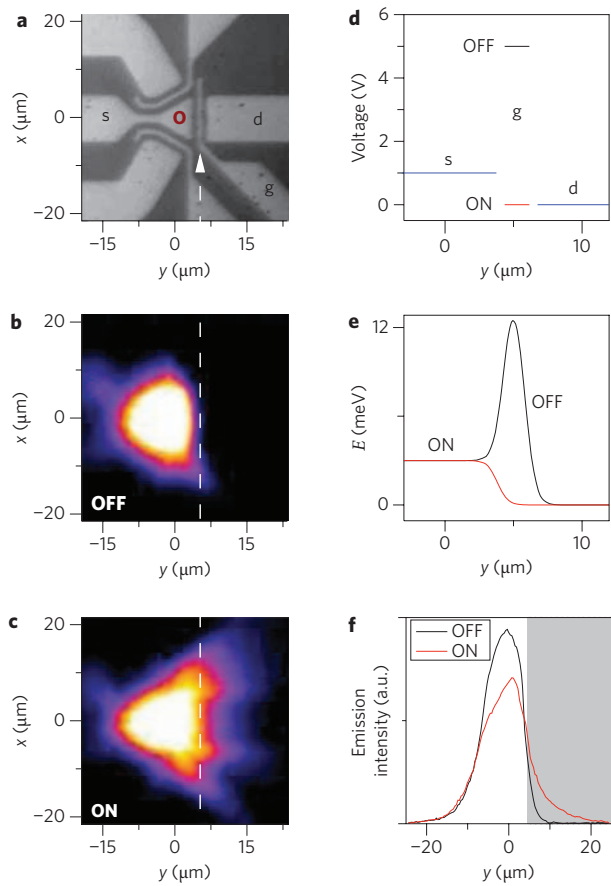 a
20
0
−20
x (μm)
s
O
d
g
−15
0
15
y (μm)
b
20
0
−20
x (μm)
OFF
−15
0
15
y (μm)
c
20
0
−20
x (μm)
ON
−15
0
15
y (μm)
d
6
4
2
0
Voltage (V)
OFF
g
s
d
ON
0
10
y (μm)
e
12
0
E (meV)
ON
OFF
0
10
y (μm)
f
OFF
ON
Emission
intensity (a.u.)
−20
0
20
y (μm)